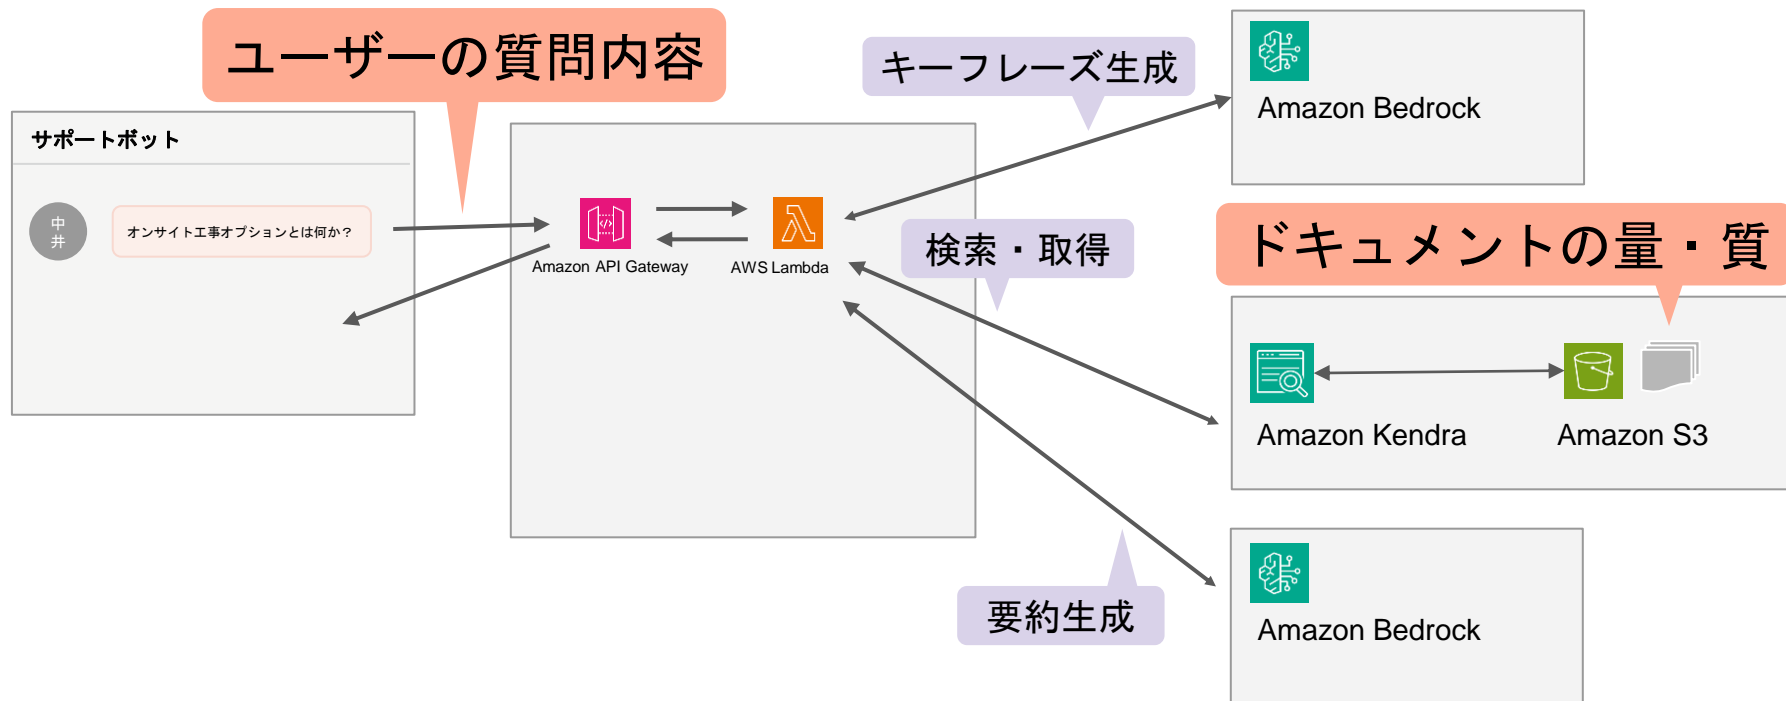 ユーザーの質問内容
キーフレーズ生成
Amazon Bedrock
サポートボット
中
井
オンサイト工事オプションとは何か？
Amazon API Gateway
AWS Lambda
検索・取得
ドキュメントの量・質
Amazon Kendra
Amazon S3
要約生成
Amazon Bedrock